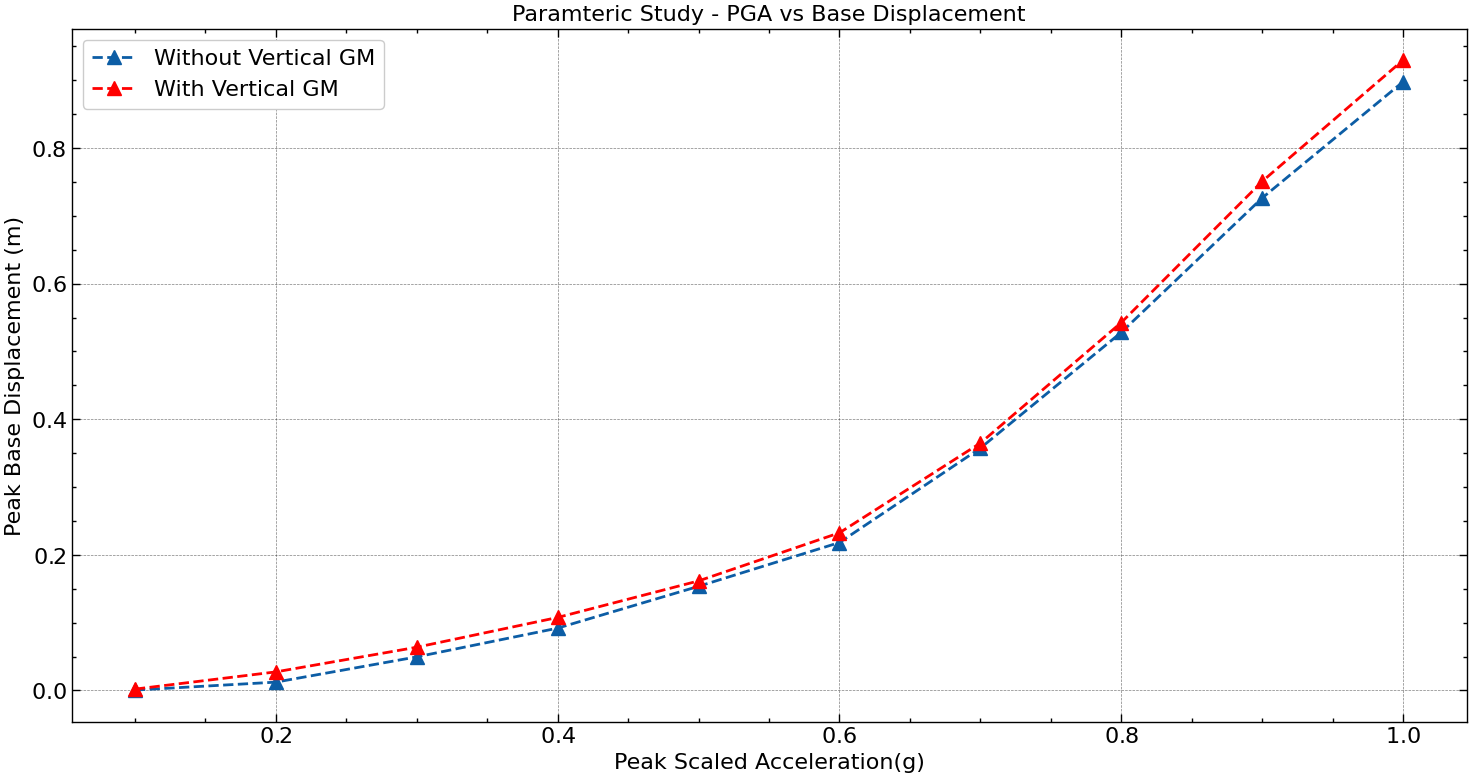 Paramteric Study - PGA vs Base Displacement
Without Vertical GM
With Vertical GM
Peak Base Displacement (m)
0.8
0.6
0.4
0.2
0.0
0.2 0.4 0.6 0.8 1.0
Peak Scaled Acceleration(g)